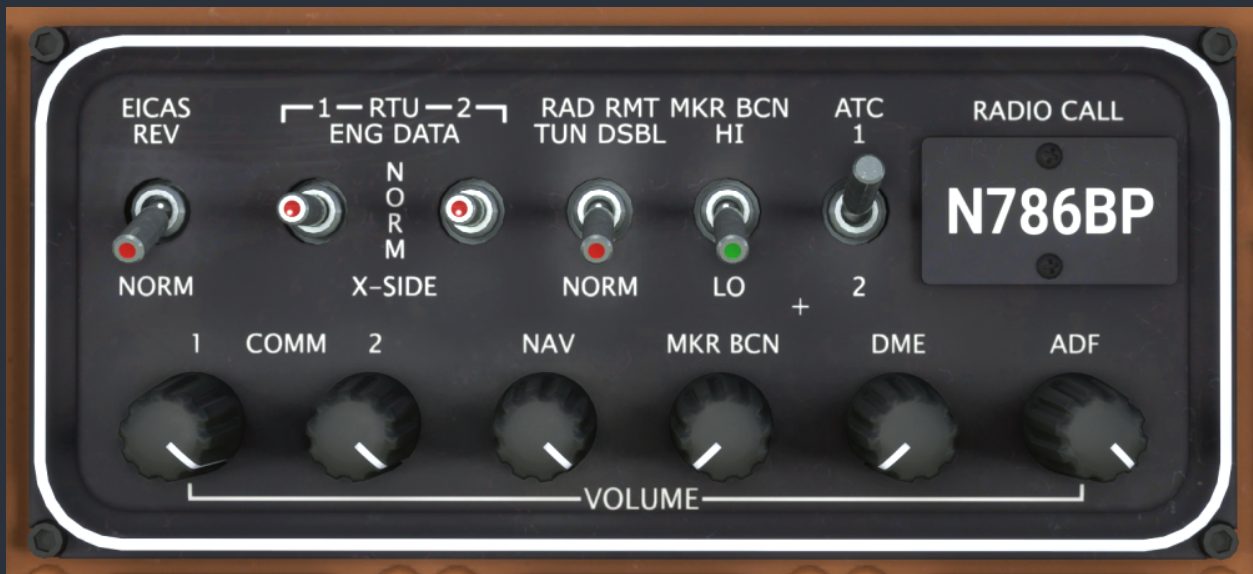 EICAS
REV
1 RTU 2
ENG DATA
NORM
X-SIDE
RAD RMT
TUN DSBL
NORM
MKR BCN
HI
LO
ATC
1
2
RADIO CALL
N786BP
NORM
1 COMM 2
NAV
MKR BCN
DME
ADF
VOLUME